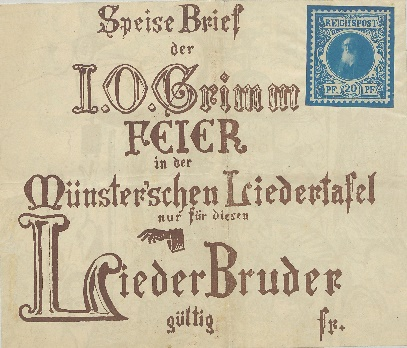 Speise Brief
der
I.O.Grimm
FEIER
in der
Münster'schen Liedertafel
nur für diesen
LiederBruder
gültig fr.
REICHSPOST
PF. 20 PF.